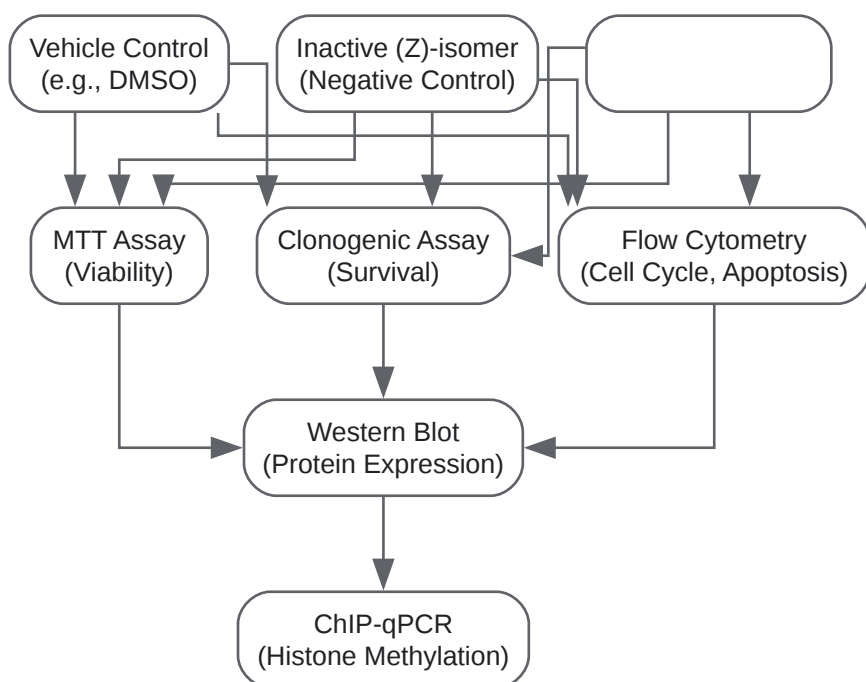 Vehicle Control
(e.g., DMSO)
Inactive (Z)-isomer
(Negative Control)
MTT Assay
(Viability)
Clonogenic Assay
(Survival)
Flow Cytometry
(Cell Cycle, Apoptosis)
Western Blot
(Protein Expression)
ChIP-qPCR
(Histone Methylation)